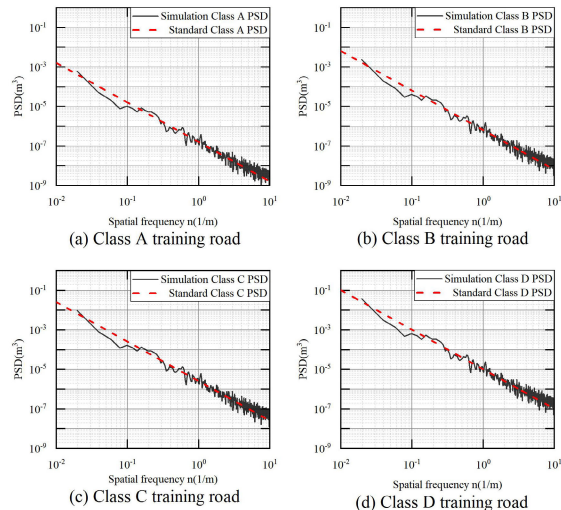 Simulation Class A PSD
Standard Class A PSD
PSD(m³)
10⁻¹
10⁻³
10⁻⁵
10⁻⁷
10⁻⁹
10⁻² 10⁻¹ 10⁰ 10¹
Spatial frequency n(1/m)
(a) Class A training road
Simulation Class B PSD
Standard Class B PSD
PSD(m³)
10⁻¹
10⁻³
10⁻⁵
10⁻⁷
10⁻⁹
10⁻² 10⁻¹ 10⁰ 10¹
Spatial frequency n(1/m)
(b) Class B training road
Simulation Class C PSD
Standard Class C PSD
PSD(m³)
10⁻¹
10⁻³
10⁻⁵
10⁻⁷
10⁻⁹
10⁻² 10⁻¹ 10⁰ 10¹
Spatial frequency n(1/m)
(c) Class C training road
Simulation Class D PSD
Standard Class D PSD
PSD(m³)
10⁻¹
10⁻³
10⁻⁵
10⁻⁷
10⁻⁹
10⁻² 10⁻¹ 10⁰ 10¹
Spatial frequency n(1/m)
(d) Class D training road